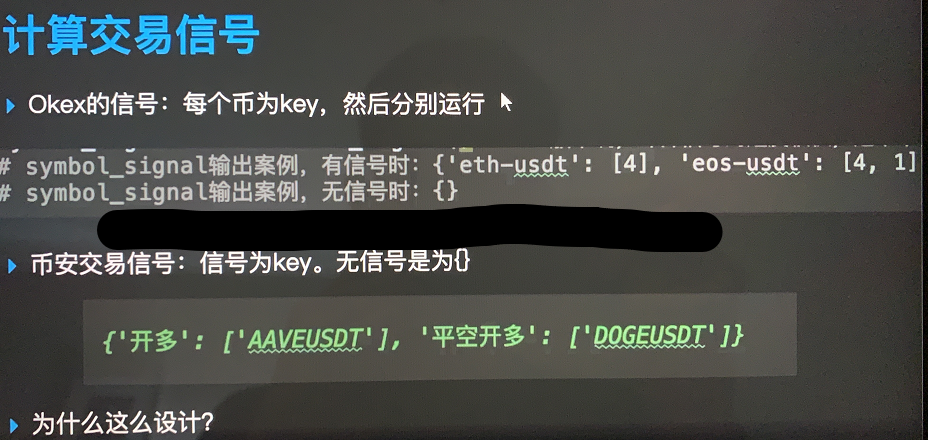 计算交易信号
Okex的信号：每个币为key，然后分别运行
# symbol_signal输出案例，有信号时：{'eth-usdt': [4], 'eos-usdt': [4, 1]
# symbol_signal输出案例，无信号时：{}
币安交易信号：信号为key。无信号是为{}
{'开多': ['AAVEUSDT'], '平空开多': ['DOGEUSDT']}
为什么这么设计？